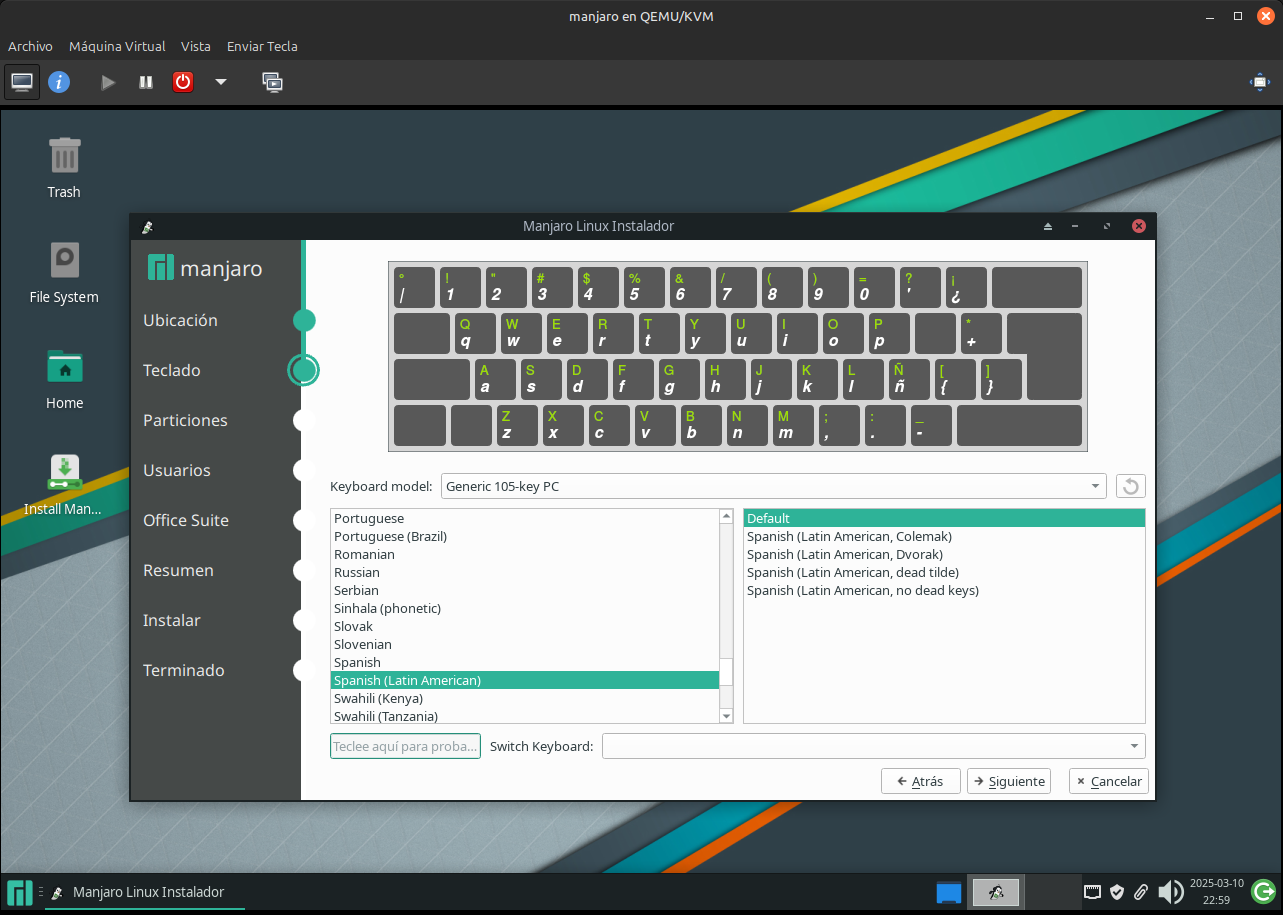 manjaro en QEMU/KVM
Archivo Máquina Virtual Vista Enviar Tecla
Trash
File System
Home
Install Man...
Manjaro Linux Instalador
manjaro
Ubicación
Teclado
Particiones
Usuarios
Office Suite
Resumen
Instalar
Terminado
° ! " # $ % & / ( ) = ? ¡
| 1 2 3 4 5 6 7 8 9 0 ' ¿
Q W E R T Y U I O P *
q w e r t y u i o p +
A S D F G H J K L Ñ [ ]
a s d f g h j k l ñ { }
Z X C V B N M ; : _
z x c v b n m , . -
Keyboard model: Generic 105-key PC
Portuguese
Portuguese (Brazil)
Romanian
Russian
Serbian
Sinhala (phonetic)
Slovak
Slovenian
Spanish
Spanish (Latin American)
Swahili (Kenya)
Swahili (Tanzania)
Default
Spanish (Latin American, Colemak)
Spanish (Latin American, Dvorak)
Spanish (Latin American, dead tilde)
Spanish (Latin American, no dead keys)
Teclee aquí para proba... Switch Keyboard:
Atrás Siguiente Cancelar
Manjaro Linux Instalador
2025-03-10
22:59